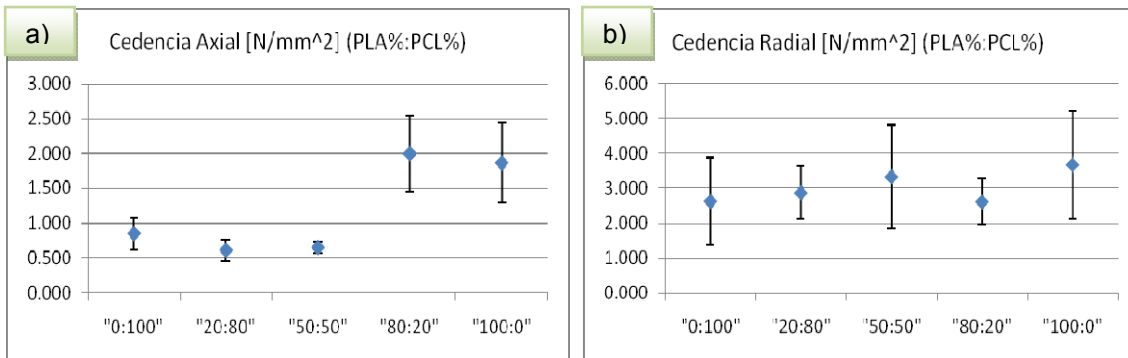 a)
Cedencia Axial [N/mm^2] (PLA%:PCL%)
3.000
2.500
2.000
1.500
1.000
0.500
0.000
"0:100" "20:80" "50:50" "80:20" "100:0"
b)
Cedencia Radial [N/mm^2] (PLA%:PCL%)
6.000
5.000
4.000
3.000
2.000
1.000
0.000
"0:100" "20:80" "50:50" "80:20" "100:0"